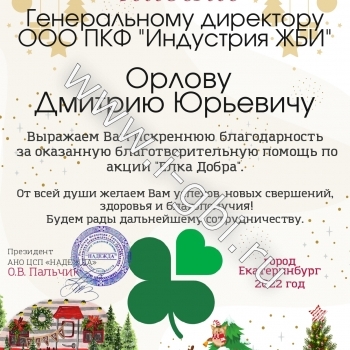 Генеральному директору
ООО ПКФ "Индустрия ЖБИ"
Орлову
Дмитрию Юрьевичу
Выражаем Вам искреннюю благодарность
за оказанную благотворительную помощь по
акции "Елка Добра".
От всей души желаем Вам успехов, новых свершений,
здоровья и благополучия!
Будем рады дальнейшему сотрудничеству.
Президент
АНО ЦСП «НАДЕЖДА»
О.В. Пальчик
"НАДЕЖДА"
город
Екатеринбург
2022 год